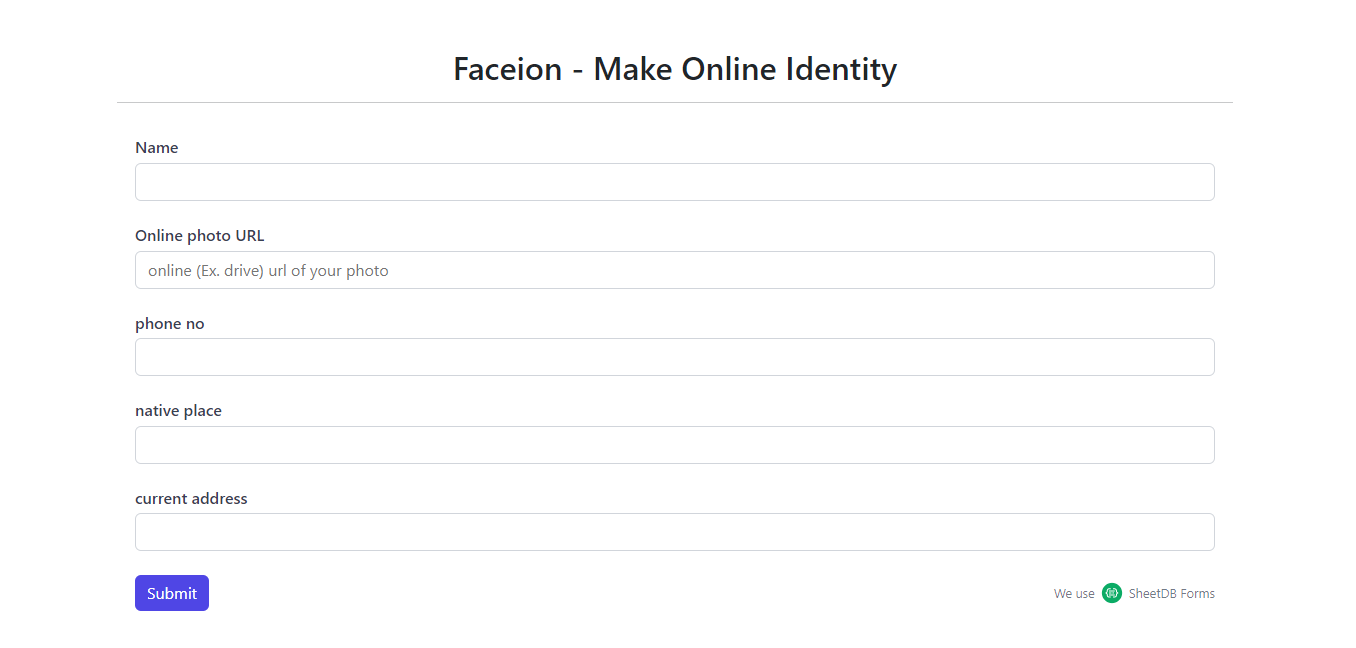 Faceion - Make Online Identity
Name
Online photo URL
online (Ex. drive) url of your photo
phone no
native place
current address
Submit
We use SheetDB Forms